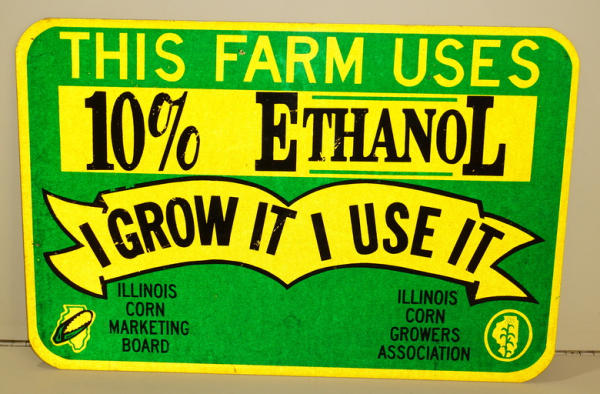 THIS FARM USES
10% ETHANOL
I GROW IT I USE IT
ILLINOIS
CORN
MARKETING
BOARD
ILLINOIS
CORN
GROWERS
ASSOCIATION